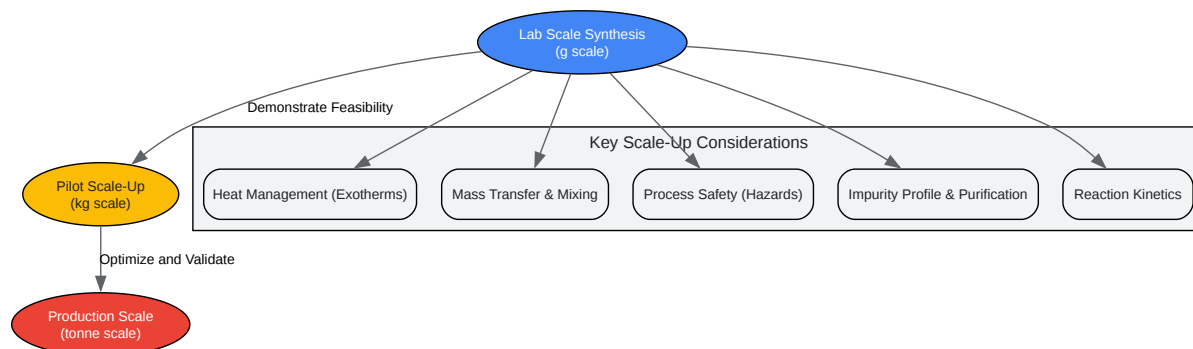 Lab Scale Synthesis
(g scale)
Demonstrate Feasibility
Key Scale-Up Considerations
Pilot Scale-Up
(kg scale)
Heat Management (Exotherms)
Mass Transfer & Mixing
Process Safety (Hazards)
Impurity Profile & Purification
Reaction Kinetics
Optimize and Validate
Production Scale
(tonne scale)